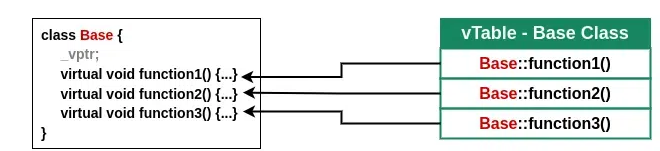 class Base {
_vptr;
virtual void function1() {...}
virtual void function2() {...}
virtual void function3() {...}
}
vTable - Base Class
Base::function1()
Base::function2()
Base::function3()